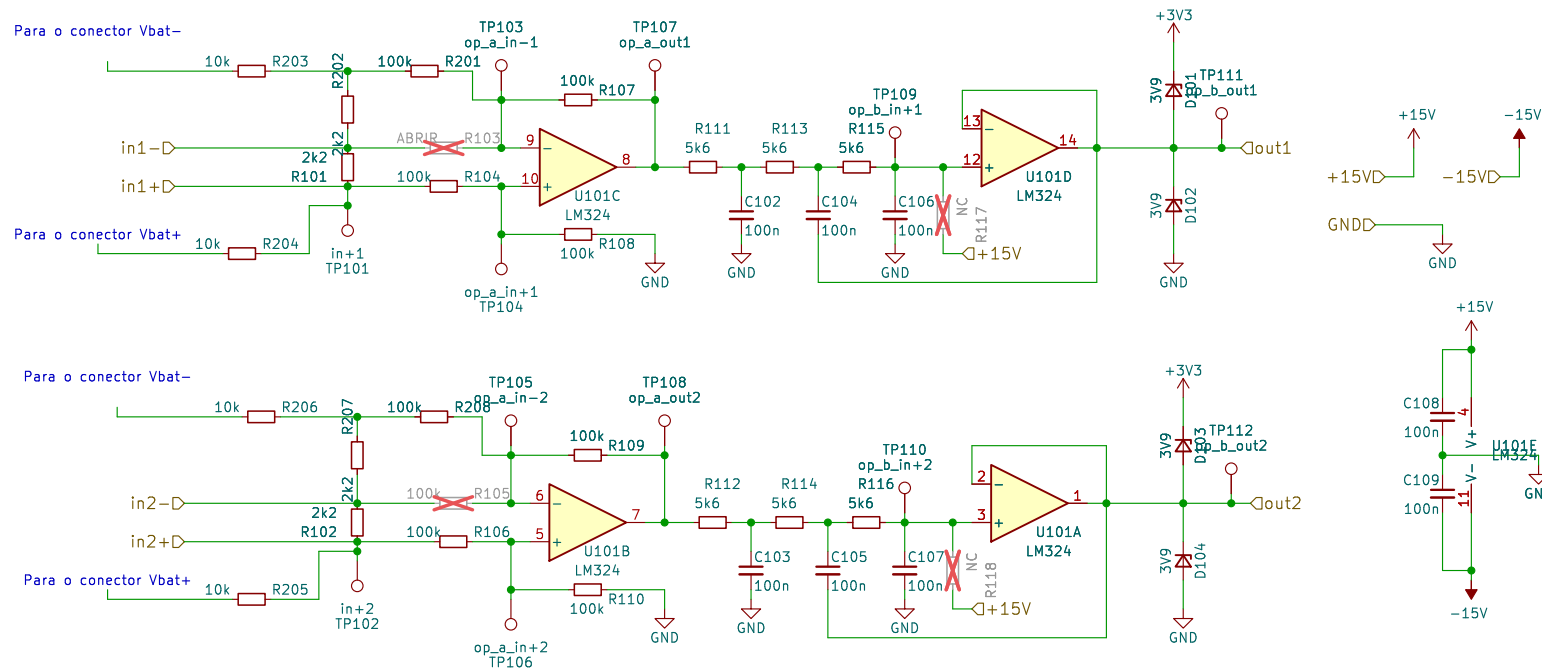 Para o conector Vbat-
10k R203
R202
100k R201
TP103
op_a_in-1
TP107
op_a_out1
100k
R107
in1-
2k2
ABRIR R103
9
8
10
U101C
LM324
2k2
R101
in1+
100k R104
Para o conector Vbat+
10k R204
in+1
TP101
R108
100k
GND
op_a_in+1
TP104
R111
5k6
R113
5k6
R115
5k6
TP109
op_b_in+1
C102
100n
GND
C104
100n
C106
100n
GND
NC
R117
+15V
13
12
14
U101D
LM324
+3V3
3V9
D101
TP111
op_b_out1
out1
3V9
D102
GND
+15V
-15V
+15V
-15V
GND
GND
Para o conector Vbat-
10k R206
R207
100k R208
TP105
op_a_in-2
TP108
op_a_out2
100k
R109
in2-
2k2
100k R105
6
7
5
U101B
LM324
2k2
R102
in2+
100k R106
Para o conector Vbat+
R205
10k
in+2
TP102
R110
100k
GND
op_a_in+2
TP106
R112
5k6
R114
5k6
R116
5k6
TP110
op_b_in+2
C103
100n
GND
C105
100n
C107
100n
GND
NC
R118
+15V
2
3
1
U101A
LM324
+3V3
3V9
D103
TP112
op_b_out2
out2
3V9
D104
GND
+15V
C108
100n
4
V+
U101E
LM324
C109
100n
V-
11
GN
-15V